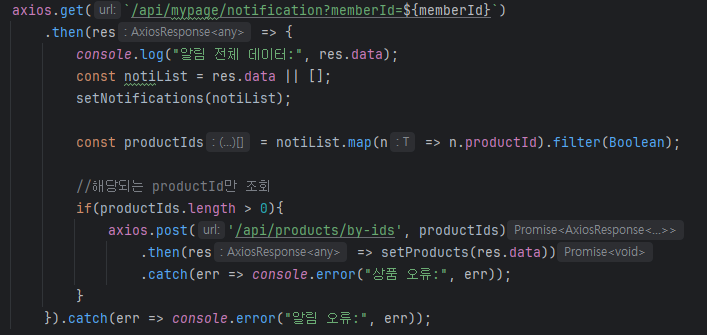 axios.get( url: `/api/mypage/notification?memberId=${memberId}`)
.then(res : AxiosResponse<any> => {
console.log("알림 전체 데이터:", res.data);
const notiList = res.data || [];
setNotifications(notiList);
const productIds : (...)[] = notiList.map(n : T => n.productId).filter(Boolean);
//해당되는 productId만 조회
if(productIds.length > 0){
axios.post( url: '/api/products/by-ids', productIds) Promise<AxiosResponse<...>>
.then(res : AxiosResponse<any> => setProducts(res.data)) Promise<void>
.catch(err => console.error("상품 오류:", err));
}
}).catch(err => console.error("알림 오류:", err));